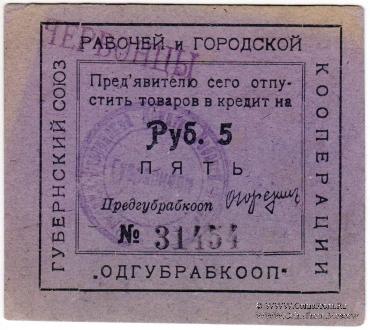 ЧЕРВОНЦЫ
ГУБЕРНСКИЙ СОЮЗ
РАБОЧЕЙ и ГОРОДСКОЙ
КООПЕРАЦИИ
Пред'явителю сего отпу-
стить товаров в кредит на
Руб. 5
ПЯТЬ
Предгубрабкооп
№ 31454
„ОДГУБРАБКООП"